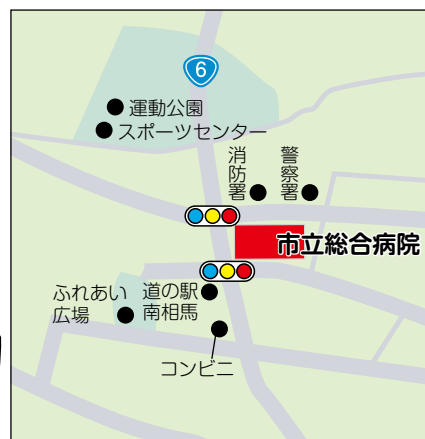 6
運動公園
スポーツセンター
消防署
警察署
市立総合病院
ふれあい
広場
道の駅
南相馬
コンビニ